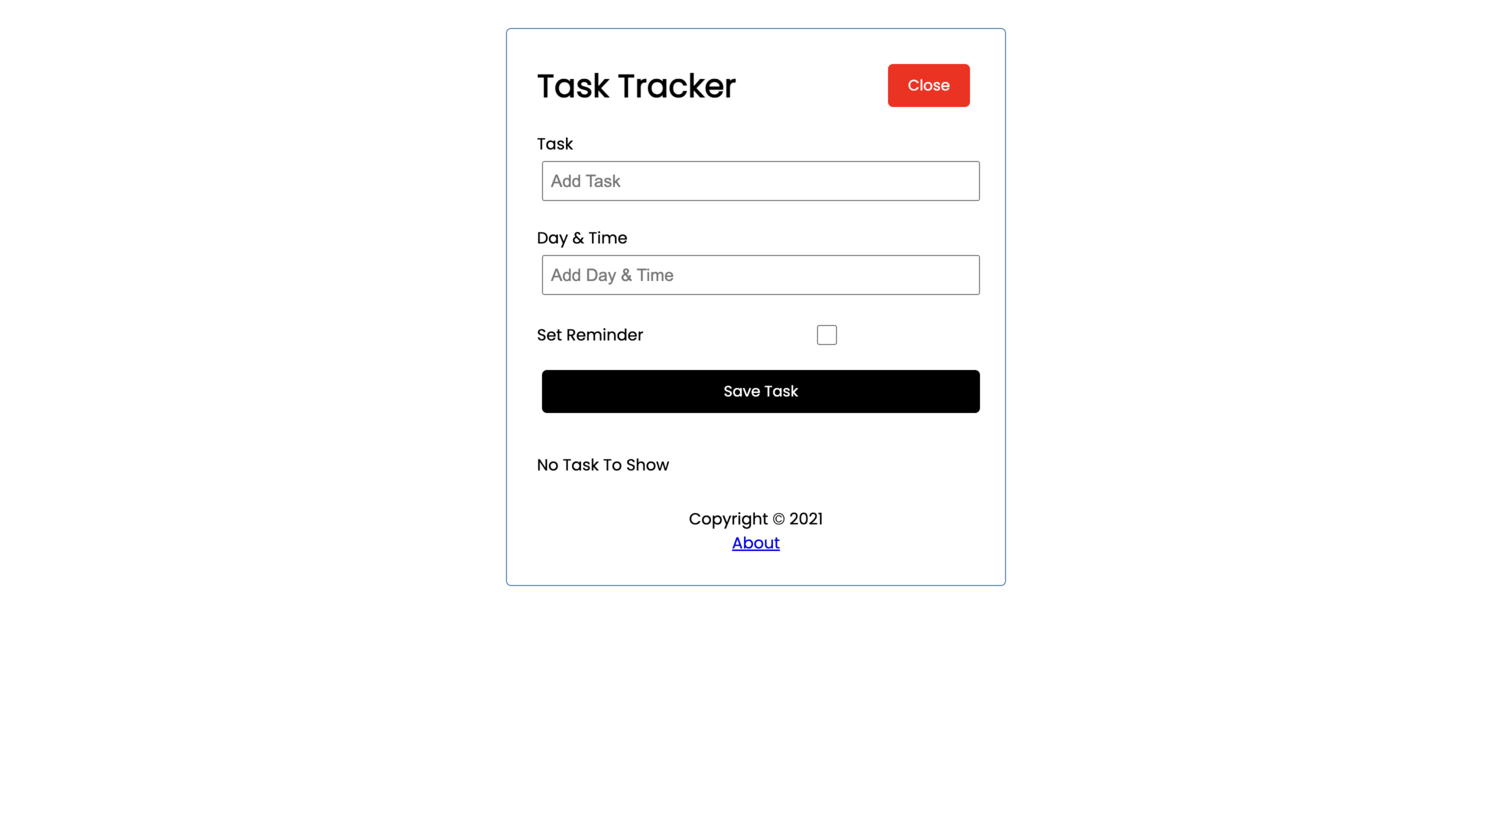 Task Tracker
Close
Task
Add Task
Day & Time
Add Day & Time
Set Reminder
Save Task
No Task To Show
Copyright © 2021
About